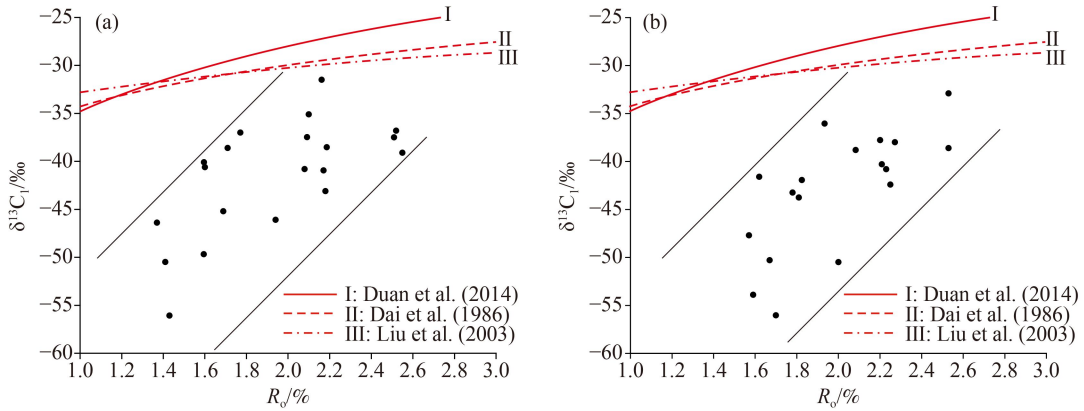 (a)
−25
−30
−35
−40
−45
−50
−55
−60
δ¹³C₁/‰
I
II
III
I: Duan et al. (2014)
II: Dai et al. (1986)
III: Liu et al. (2003)
1.0 1.2 1.4 1.6 1.8 2.0 2.2 2.4 2.6 2.8 3.0
Rₒ/%
(b)
−25
−30
−35
−40
−45
−50
−55
−60
δ¹³C₁/‰
I
II
III
I: Duan et al. (2014)
II: Dai et al. (1986)
III: Liu et al. (2003)
1.0 1.2 1.4 1.6 1.8 2.0 2.2 2.4 2.6 2.8 3.0
Rₒ/%